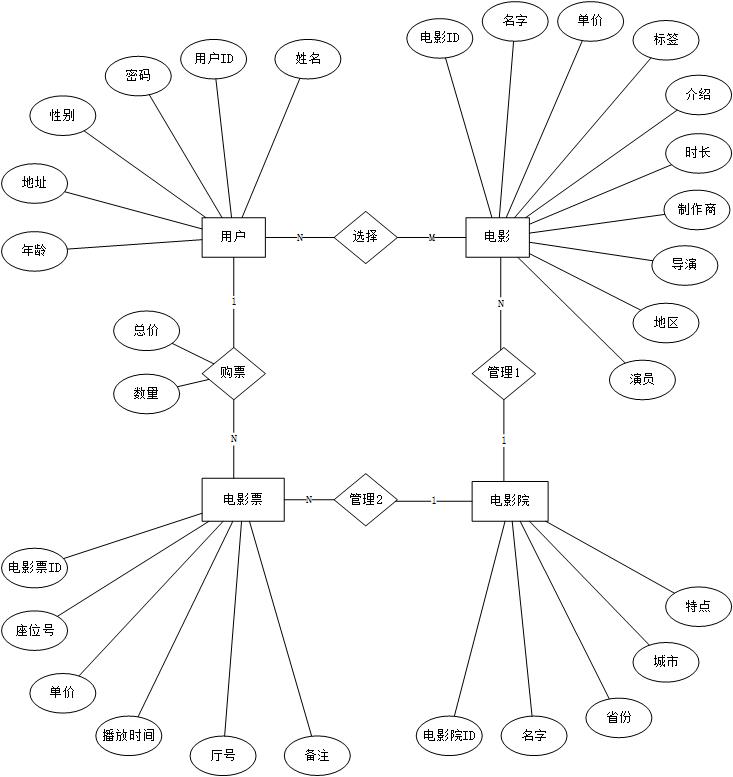 名字
单价
电影ID
标签
用户ID
姓名
密码
介绍
性别
时长
地址
制作商
用户
N
选择
M
电影
年龄
导演
1
N
地区
总价
购票
管理1
演员
数量
N
1
电影票
N
管理2
1
电影院
电影票ID
特点
座位号
城市
单价
省份
播放时间
电影院ID
名字
厅号
备注